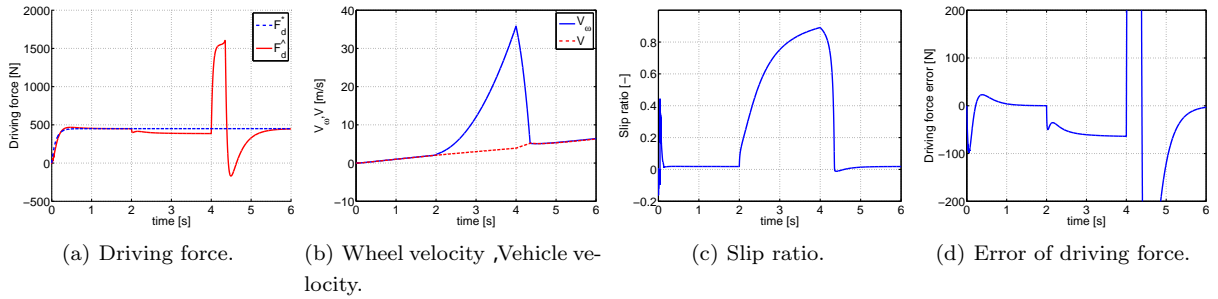 2000
1500
1000
500
0
−500
0 1 2 3 4 5 6
time [s]
Driving force [N]
F*d
F^d
(a) Driving force.
40
30
20
10
0
−10
0 1 2 3 4 5 6
time [s]
Vω,V [m/s]
Vω
V
(b) Wheel velocity ,Vehicle ve-
locity.
0.8
0.6
0.4
0.2
0
−0.2
0 1 2 3 4 5 6
time [s]
Slip ratio [−]
(c) Slip ratio.
200
100
0
−100
−200
0 1 2 3 4 5 6
time [s]
Driving force error [N]
(d) Error of driving force.